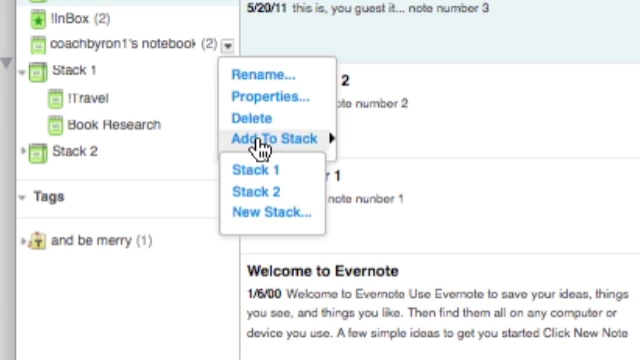 !InBox (2)
coachbyron1's notebook (2)
Stack 1
!Travel
Book Research
Stack 2
Tags
and be merry (1)
Rename...
Properties...
Delete
Add To Stack
Stack 1
Stack 2
New Stack...
5/20/11 this is, you guest it... note number 3
2
note number 2
r 1
note nunber 1
Welcome to Evernote
1/6/00 Welcome to Evernote Use Evernote to save your ideas, things
you see, and things you like. Then find them all on any computer or
device you use. A few simple ideas to get you started Click New Note